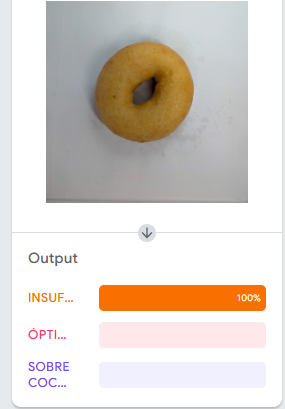 Output
INSUF...
100%
ÓPTI...
SOBRE
COC...